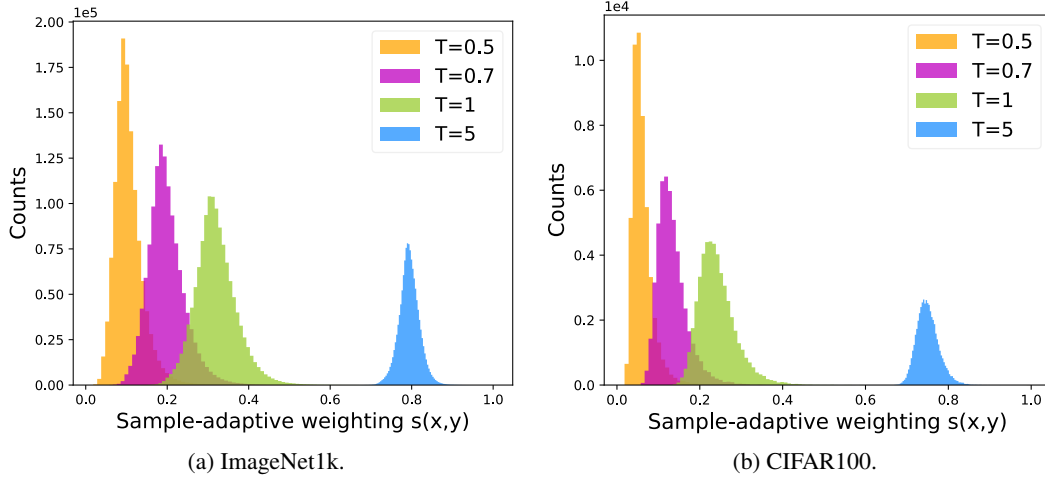 1e5
2.00
1.75
1.50
1.25
1.00
0.75
0.50
0.25
0.00
Counts
T=0.5
T=0.7
T=1
T=5
0.0 0.2 0.4 0.6 0.8 1.0
Sample-adaptive weighting s(x,y)
(a) ImageNet1k.
1e4
1.0
0.8
0.6
0.4
0.2
0.0
Counts
T=0.5
T=0.7
T=1
T=5
0.0 0.2 0.4 0.6 0.8 1.0
Sample-adaptive weighting s(x,y)
(b) CIFAR100.